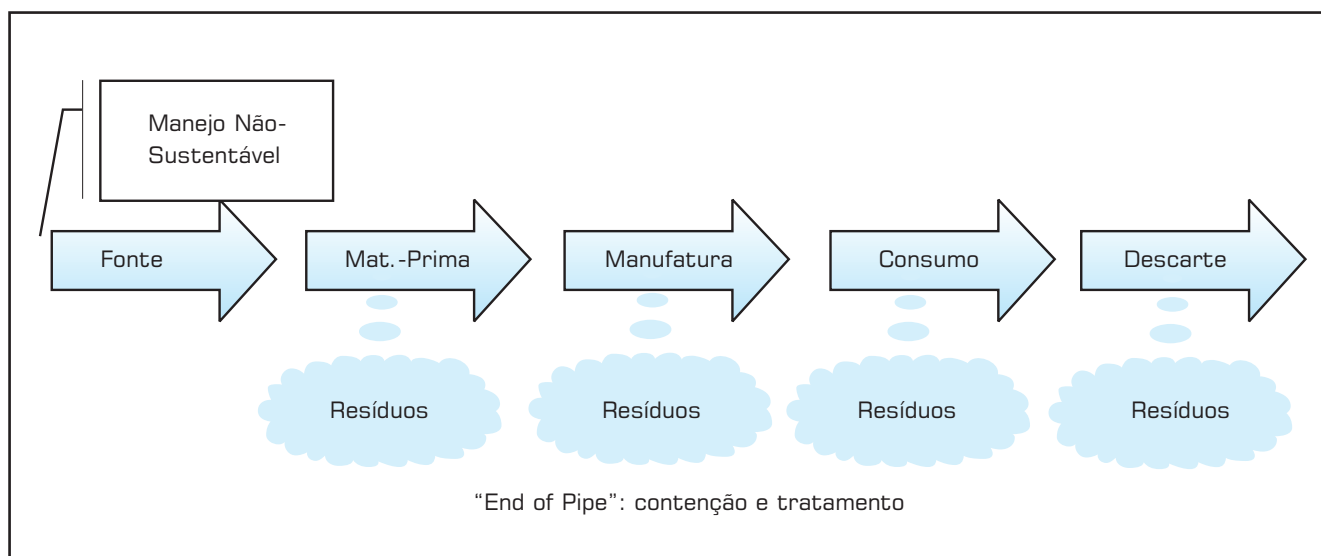 Manejo Não-
Sustentável
Fonte
Mat.-Prima
Manufatura
Consumo
Descarte
Resíduos
Resíduos
Resíduos
Resíduos
“End of Pipe”: contenção e tratamento